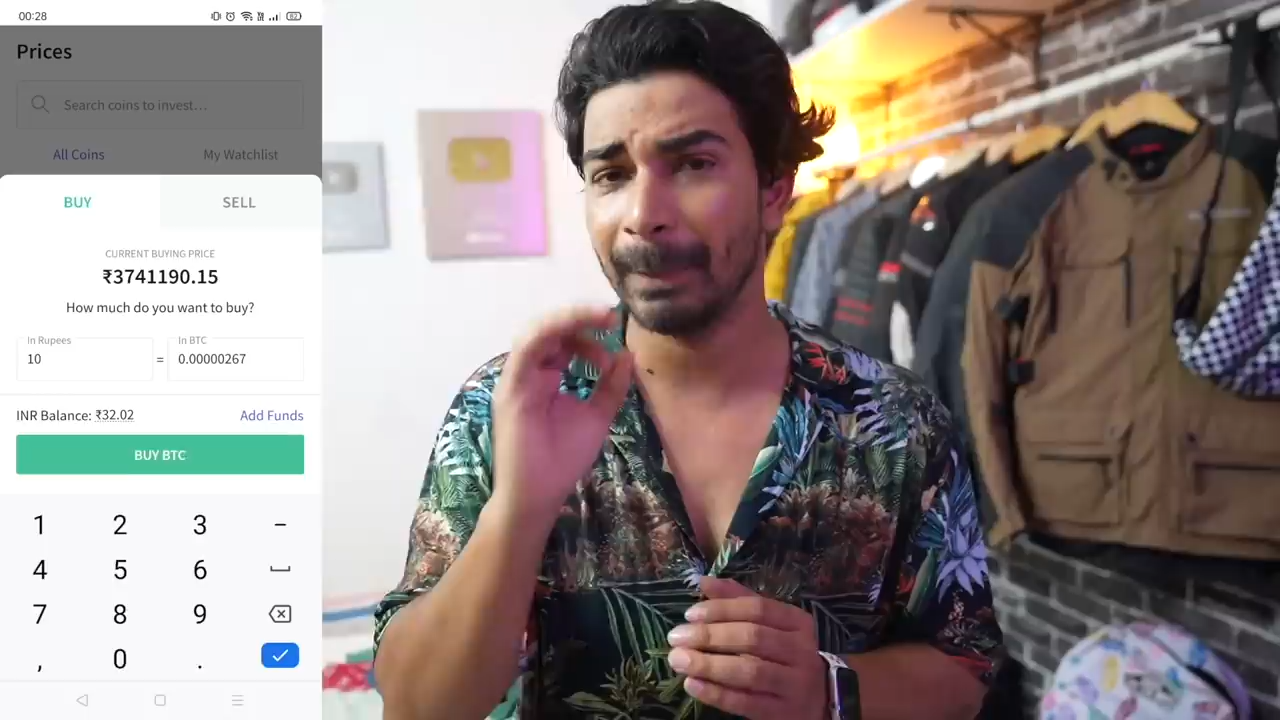 00:28
82
Prices
Search coins to invest...
All Coins
My Watchlist
BUY
SELL
CURRENT BUYING PRICE
₹3741190.15
How much do you want to buy?
In Rupees
In BTC
10
=
0.00000267
INR Balance: ₹32.02
Add Funds
BUY BTC
1 2 3 -
4 5 6
7 8 9
, 0 .